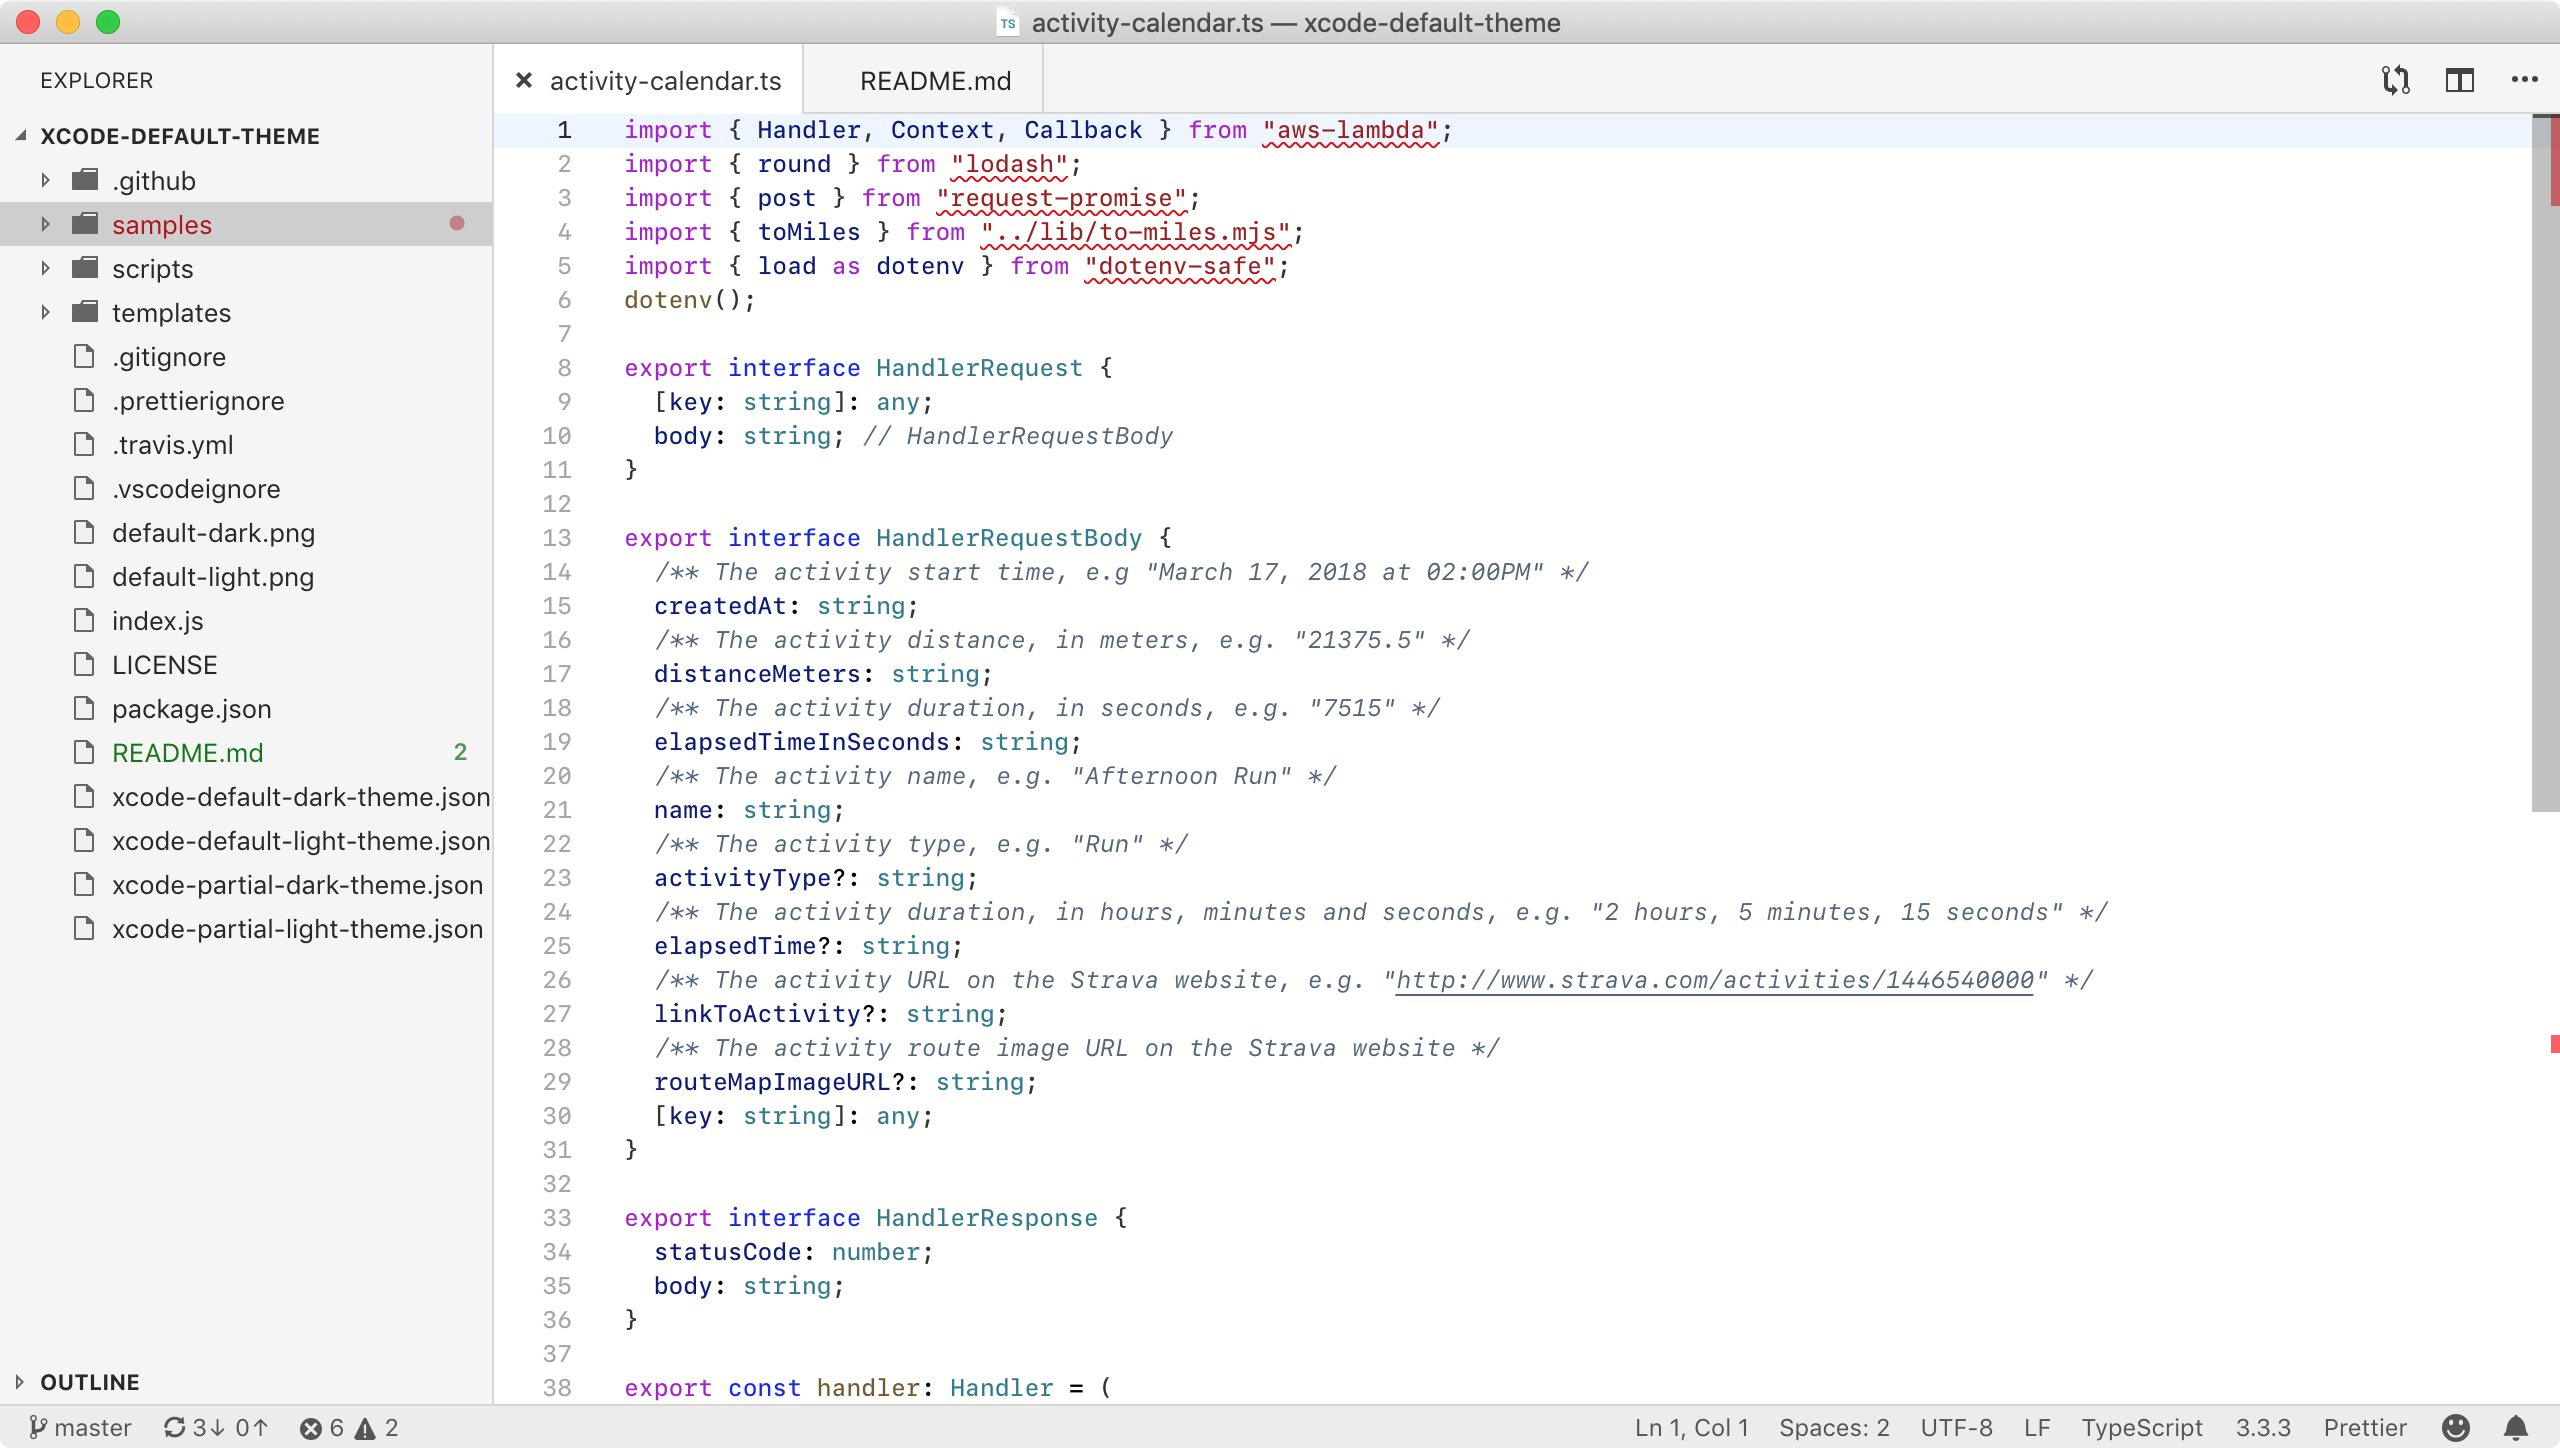 TS activity-calendar.ts — xcode-default-theme
EXPLORER
XCODE-DEFAULT-THEME
.github
samples
scripts
templates
.gitignore
.prettierignore
.travis.yml
.vscodeignore
default-dark.png
default-light.png
index.js
LICENSE
package.json
README.md 2
xcode-default-dark-theme.json
xcode-default-light-theme.json
xcode-partial-dark-theme.json
xcode-partial-light-theme.json
OUTLINE
activity-calendar.ts README.md
1 import { Handler, Context, Callback } from "aws-lambda";
2 import { round } from "lodash";
3 import { post } from "request-promise";
4 import { toMiles } from "../lib/to-miles.mjs";
5 import { load as dotenv } from "dotenv-safe";
6 dotenv();
7
8 export interface HandlerRequest {
9 [key: string]: any;
10 body: string; // HandlerRequestBody
11 }
12
13 export interface HandlerRequestBody {
14 /** The activity start time, e.g "March 17, 2018 at 02:00PM" */
15 createdAt: string;
16 /** The activity distance, in meters, e.g. "21375.5" */
17 distanceMeters: string;
18 /** The activity duration, in seconds, e.g. "7515" */
19 elapsedTimeInSeconds: string;
20 /** The activity name, e.g. "Afternoon Run" */
21 name: string;
22 /** The activity type, e.g. "Run" */
23 activityType?: string;
24 /** The activity duration, in hours, minutes and seconds, e.g. "2 hours, 5 minutes, 15 seconds" */
25 elapsedTime?: string;
26 /** The activity URL on the Strava website, e.g. "http://www.strava.com/activities/1446540000" */
27 linkToActivity?: string;
28 /** The activity route image URL on the Strava website */
29 routeMapImageURL?: string;
30 [key: string]: any;
31 }
32
33 export interface HandlerResponse {
34 statusCode: number;
35 body: string;
36 }
37
38 export const handler: Handler = (
master 3↓ 0↑ 6 2 Ln 1, Col 1 Spaces: 2 UTF-8 LF TypeScript 3.3.3 Prettier